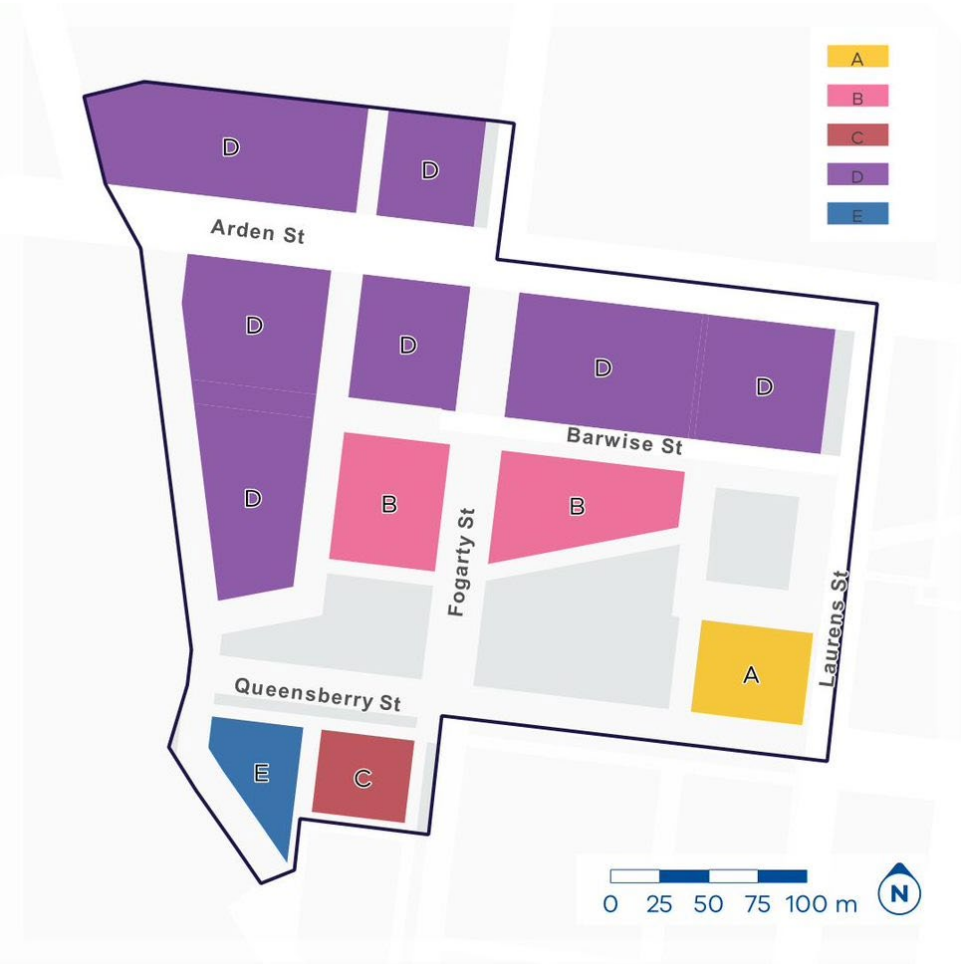 A
B
C
D
E
D
D
Arden St
D
D
D
D
Barwise St
D
B
B
Fogarty St
Laurens St
A
Queensberry St
E
C
0 25 50 75 100 m
N